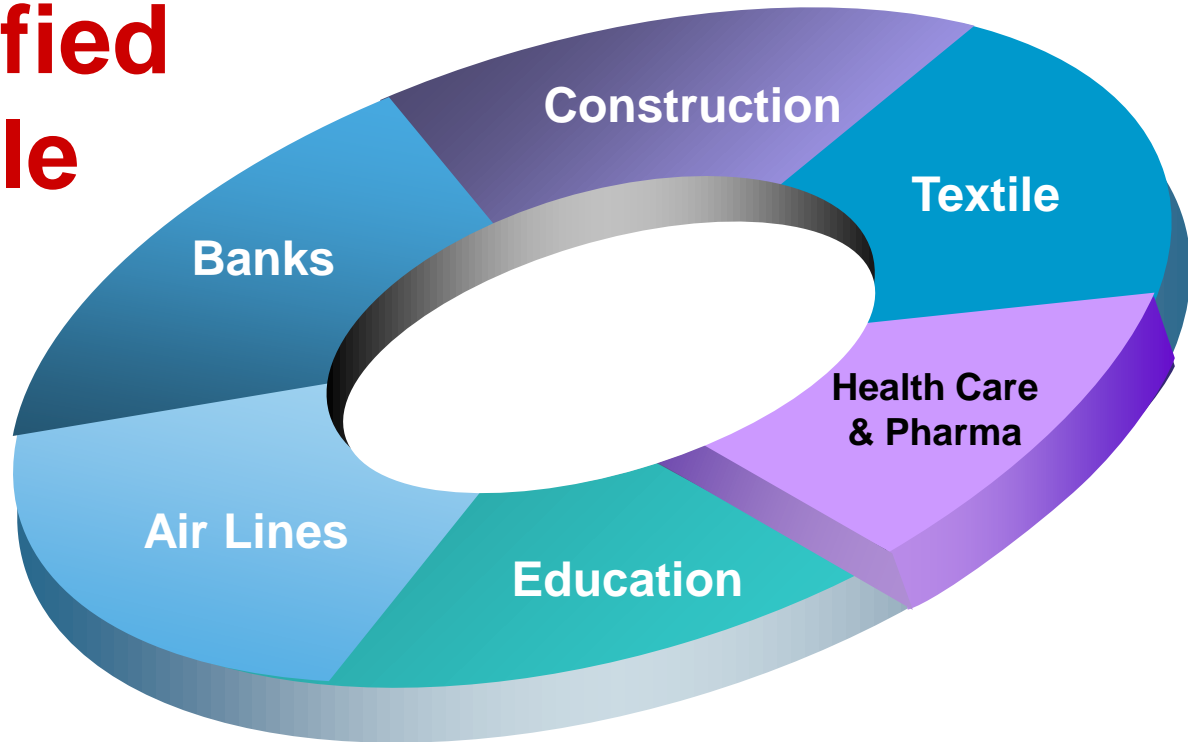 fied
le
Construction
Textile
Banks
Health Care
& Pharma
Air Lines
Education